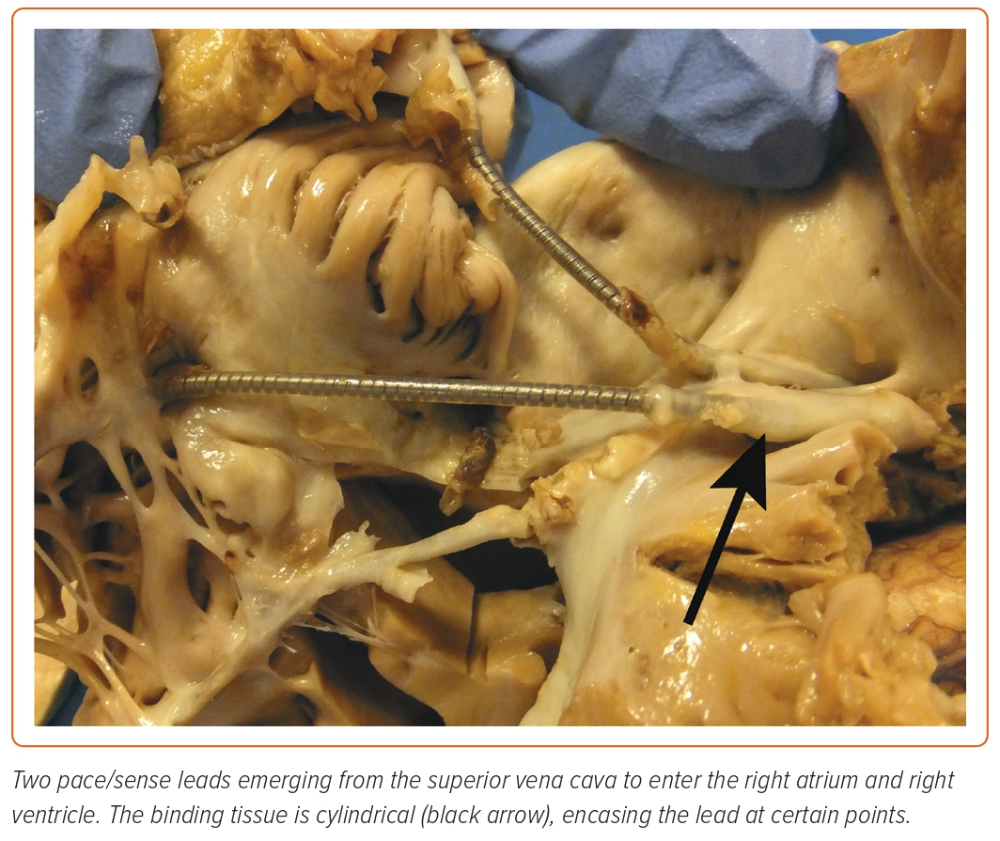 Two pace/sense leads emerging from the superior vena cava to enter the right atrium and right
ventricle. The binding tissue is cylindrical (black arrow), encasing the lead at certain points.